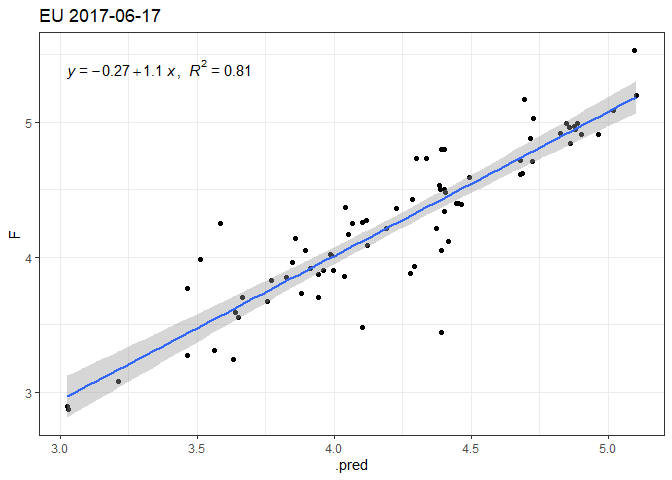 EU 2017-06-17
y = −0.27 + 1.1 x , R² = 0.81
5
4
3
F
3.0 3.5 4.0 4.5 5.0
.pred